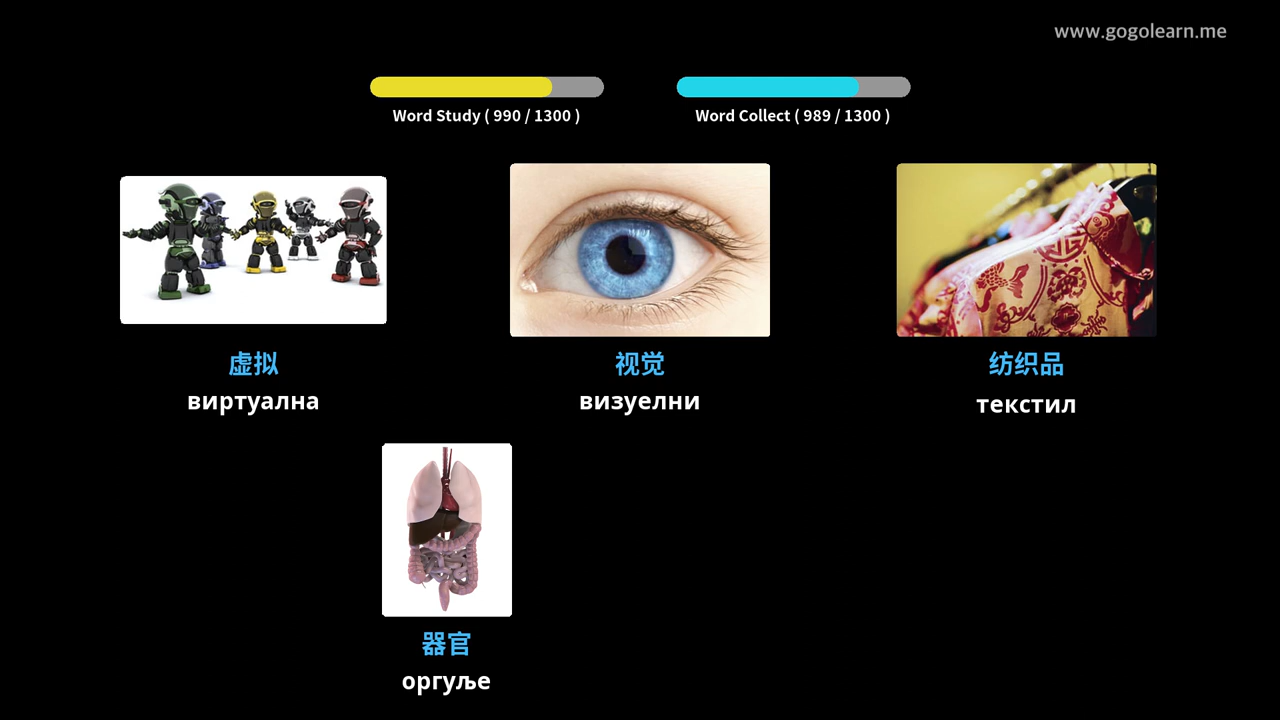 www.gogolearn.me
Word Study ( 990 / 1300 )
Word Collect ( 989 / 1300 )
虚拟
виртуална
视觉
визуелни
纺织品
текстил
器官
оргуље